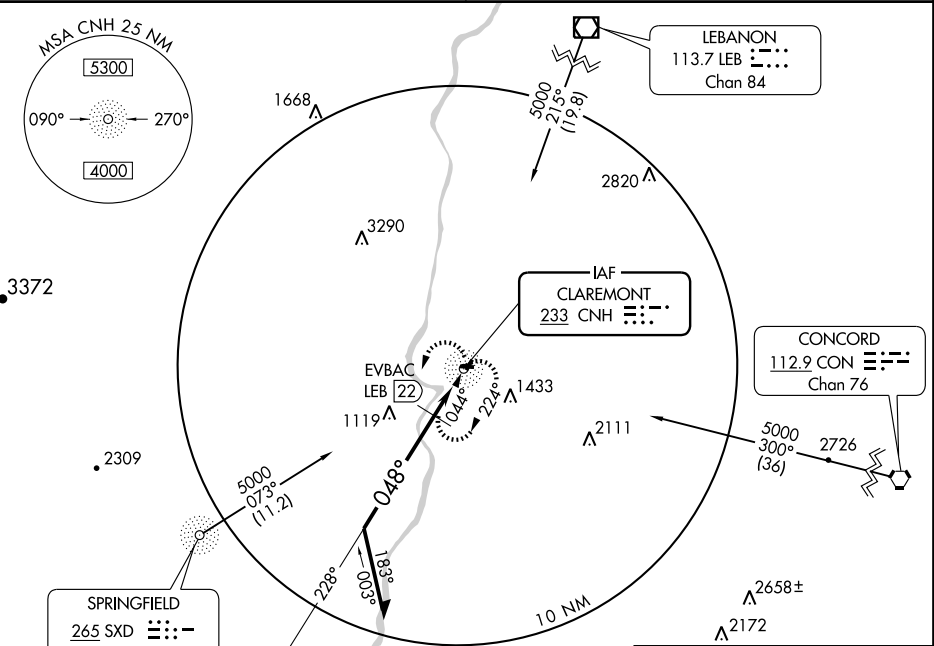 MSA CNH 25 NM
5300
090°
270°
4000
LEBANON
113.7 LEB
Chan 84
5000
215°
(19.8)
1668
2820
3290
3372
IAF
CLAREMONT
233 CNH
EVBAC
LEB 22
1119
1433
044°
224°
CONCORD
112.9 CON
Chan 76
5000
300°
(36)
2726
2111
2309
5000
073°
(11.2)
048°
228°
183°
003°
SPRINGFIELD
265 SXD
10 NM
2658±
2172